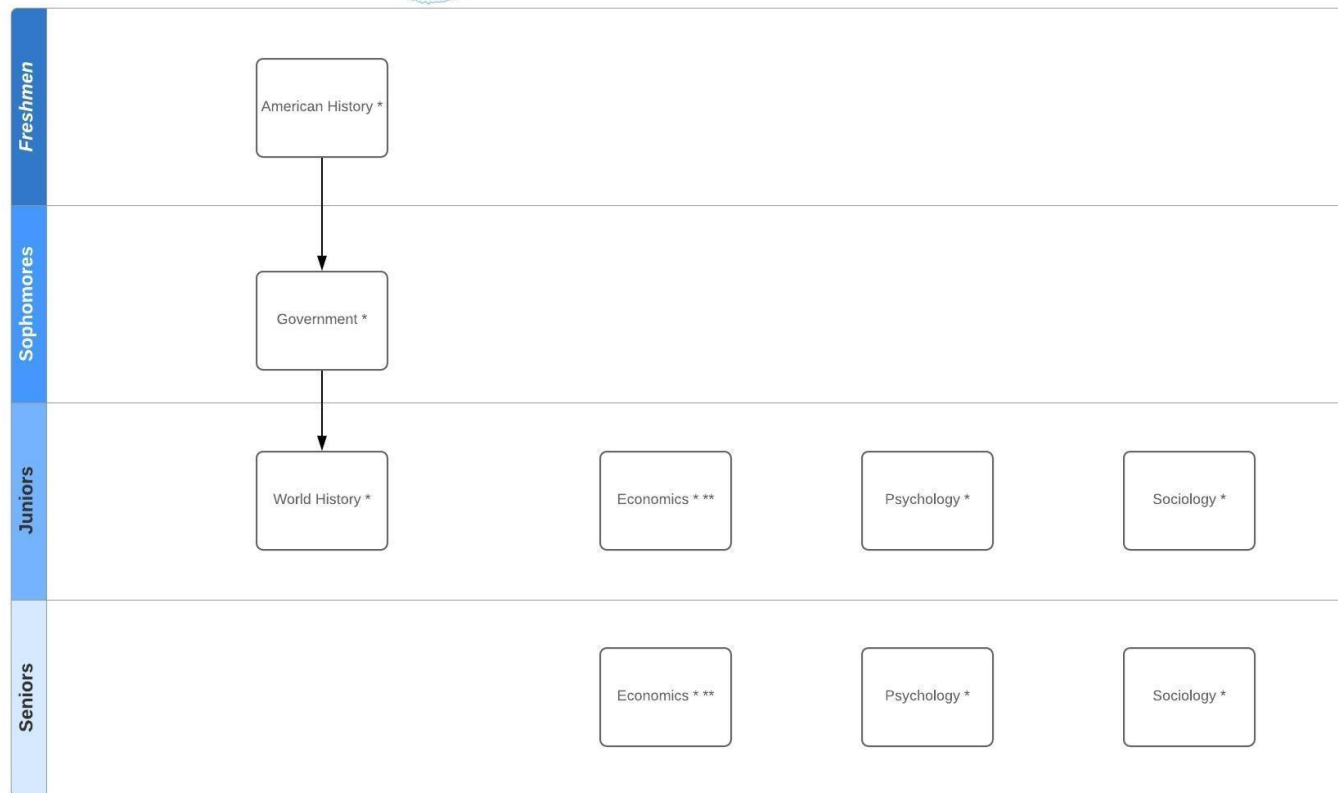 Freshmen
American History *
Sophomores
Government *
Juniors
World History *
Economics * **
Psychology *
Sociology *
Seniors
Economics * **
Psychology *
Sociology *